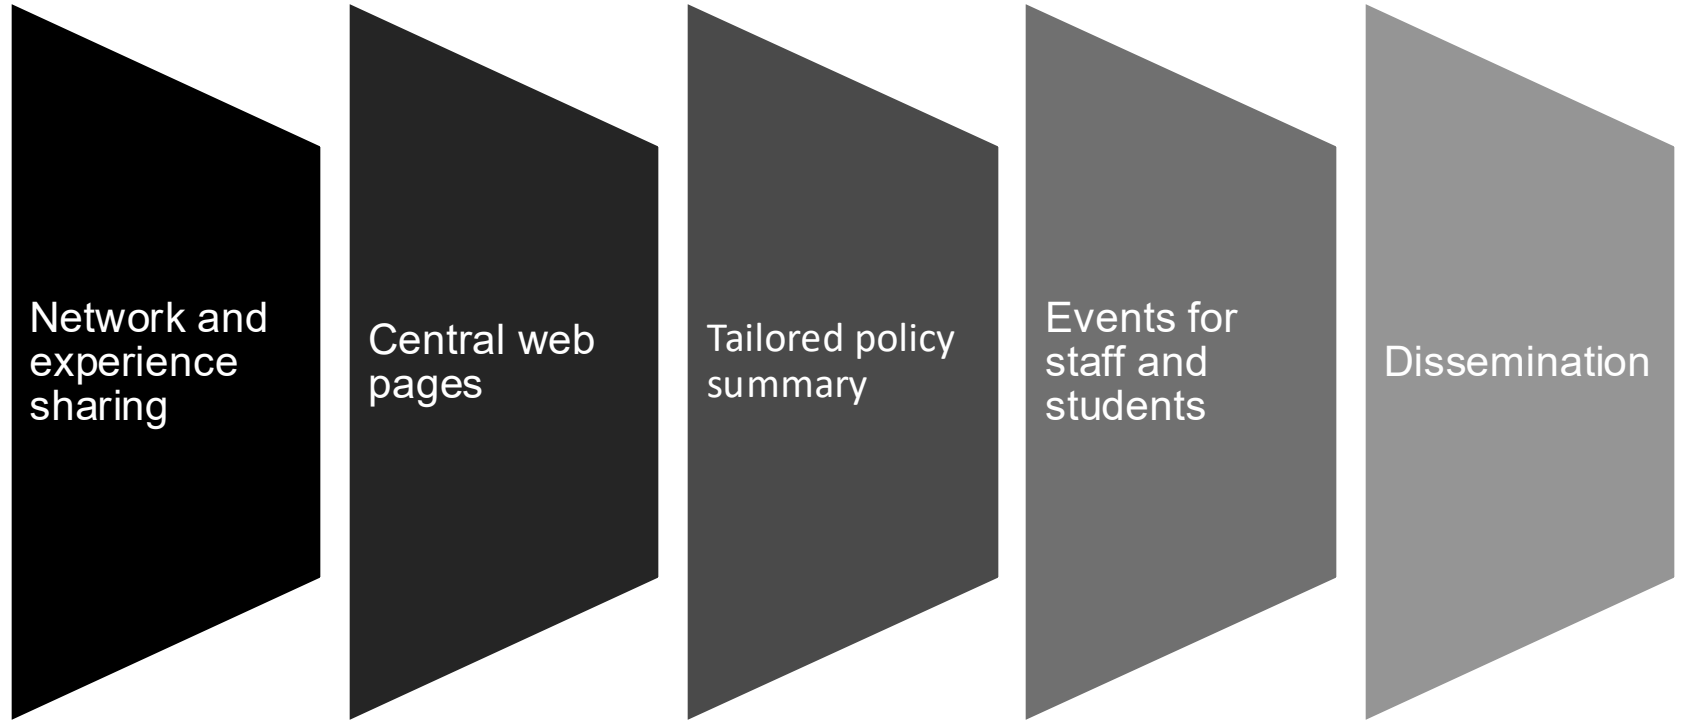 Network and
experience
sharing
Central web
pages
Tailored policy
summary
Events for
staff and
students
Dissemination